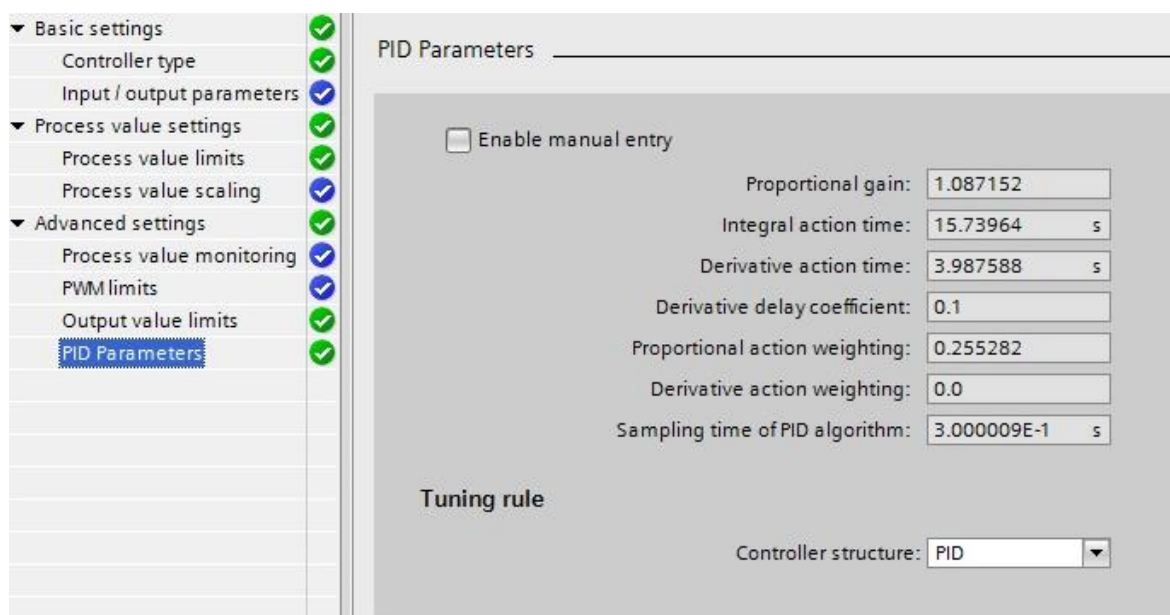 Basic settings
Controller type
Input / output parameters
Process value settings
Process value limits
Process value scaling
Advanced settings
Process value monitoring
PWM limits
Output value limits
PID Parameters
PID Parameters
Enable manual entry
Proportional gain: 1.087152
Integral action time: 15.73964 s
Derivative action time: 3.987588 s
Derivative delay coefficient: 0.1
Proportional action weighting: 0.255282
Derivative action weighting: 0.0
Sampling time of PID algorithm: 3.000009E-1 s
Tuning rule
Controller structure: PID